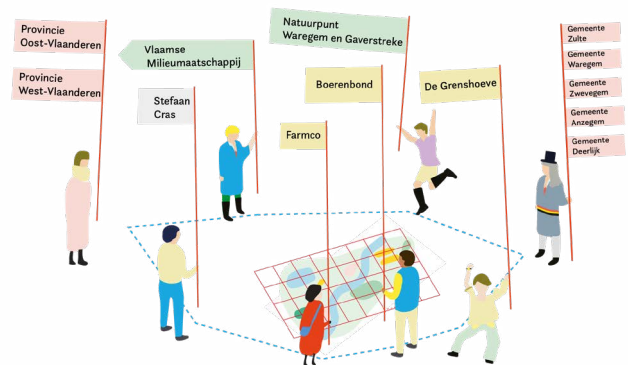 Provincie
Oost-Vlaanderen
Provincie
West-Vlaanderen
Vlaamse
Milieumaatschappij
Stefaan
Cras
Natuurpunt
Waregem en Gaverstreke
Boerenbond
Farmco
De Grenshoeve
Gemeente
Zulte
Gemeente
Waregem
Gemeente
Zwevegem
Gemeente
Anzegem
Gemeente
Deerlijk